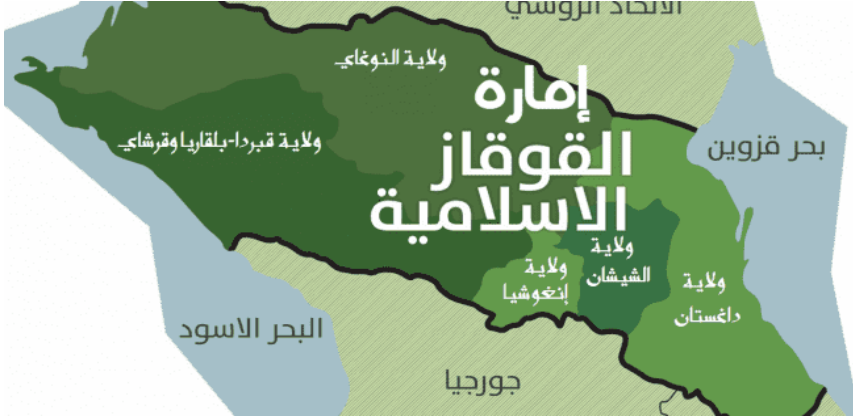 الاتحاد الروسي
ولاية النوغاي
إمارة
القوقاز
الاسلامية
ولاية قبردا-بلقاريا وقرشاي
بحر قزوين
ولاية
الشيشان
ولاية
إنغوشيا
ولاية
داغستان
البحر الاسود
جورجيا